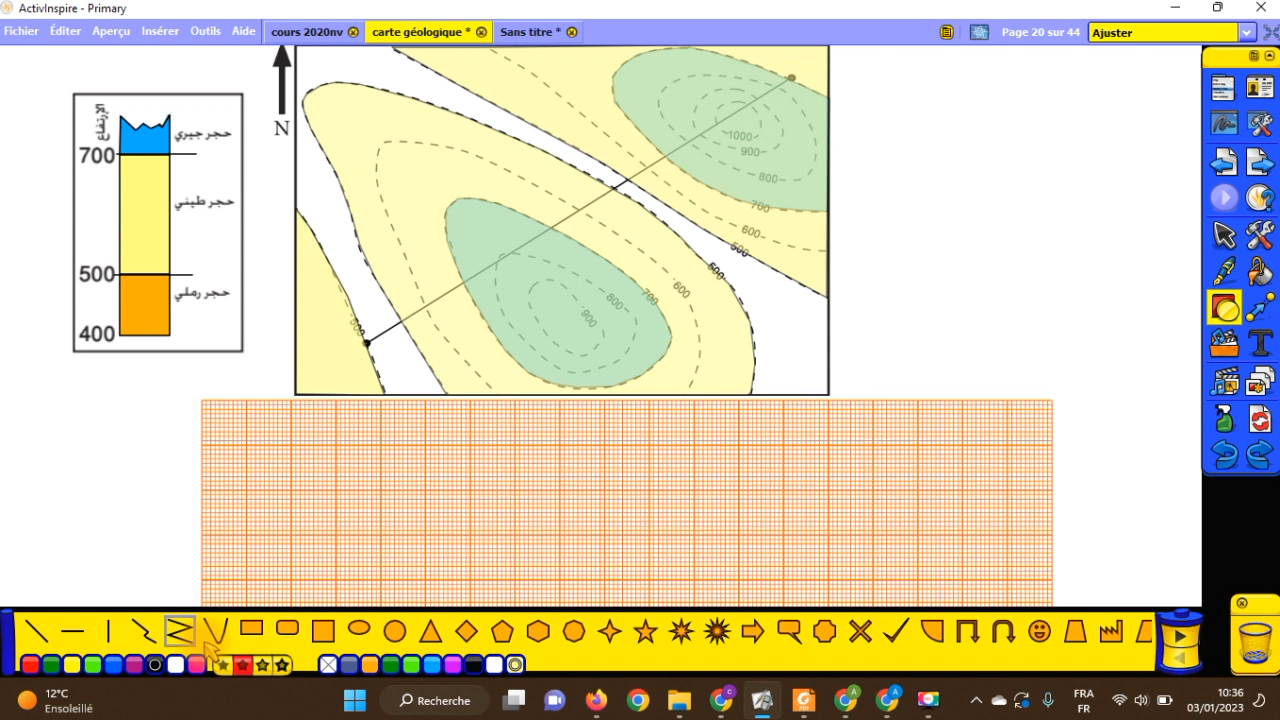 ActivInspire - Primary
Fichier Éditer Aperçu Insérer Outils Aide
cours 2020nv
carte géologique *
Sans titre *
Page 20 sur 44
Ajuster
الإرتفاع
حجر جيري
700
حجر طيني
500
حجر رملي
400
N
1000
900
800
700
600
500
500
600
700
800
900
500
12°C
Ensoleillé
Recherche
FRA
FR
10:36
03/01/2023